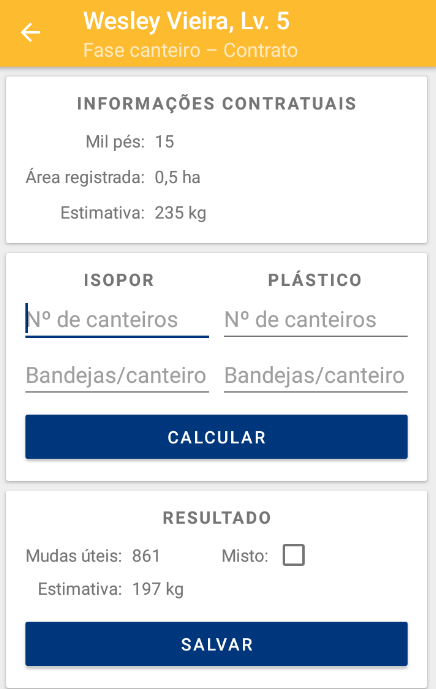 Wesley Vieira, Lv. 5
Fase canteiro – Contrato
INFORMAÇÕES CONTRATUAIS
Mil pés: 15
Área registrada: 0,5 ha
Estimativa: 235 kg
ISOPOR PLÁSTICO
Nº de canteiros Nº de canteiros
Bandejas/canteiro Bandejas/canteiro
CALCULAR
RESULTADO
Mudas úteis: 861 Misto:
Estimativa: 197 kg
SALVAR